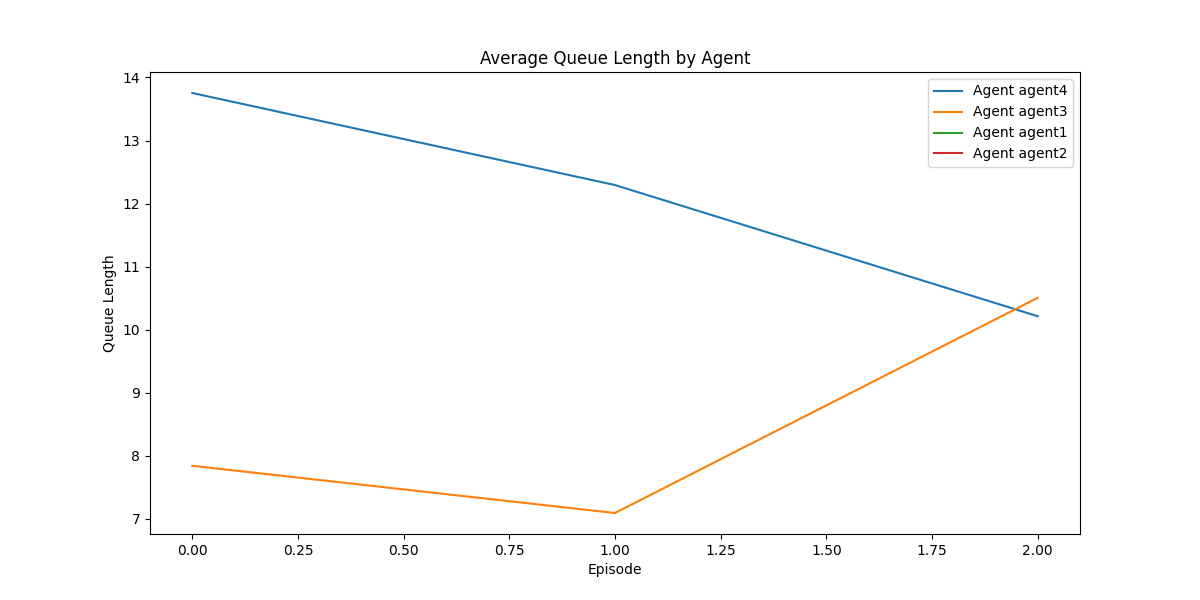 Average Queue Length by Agent
Agent agent4
Agent agent3
Agent agent1
Agent agent2
14
13
12
11
10
9
8
7
Queue Length
0.00 0.25 0.50 0.75 1.00 1.25 1.50 1.75 2.00
Episode